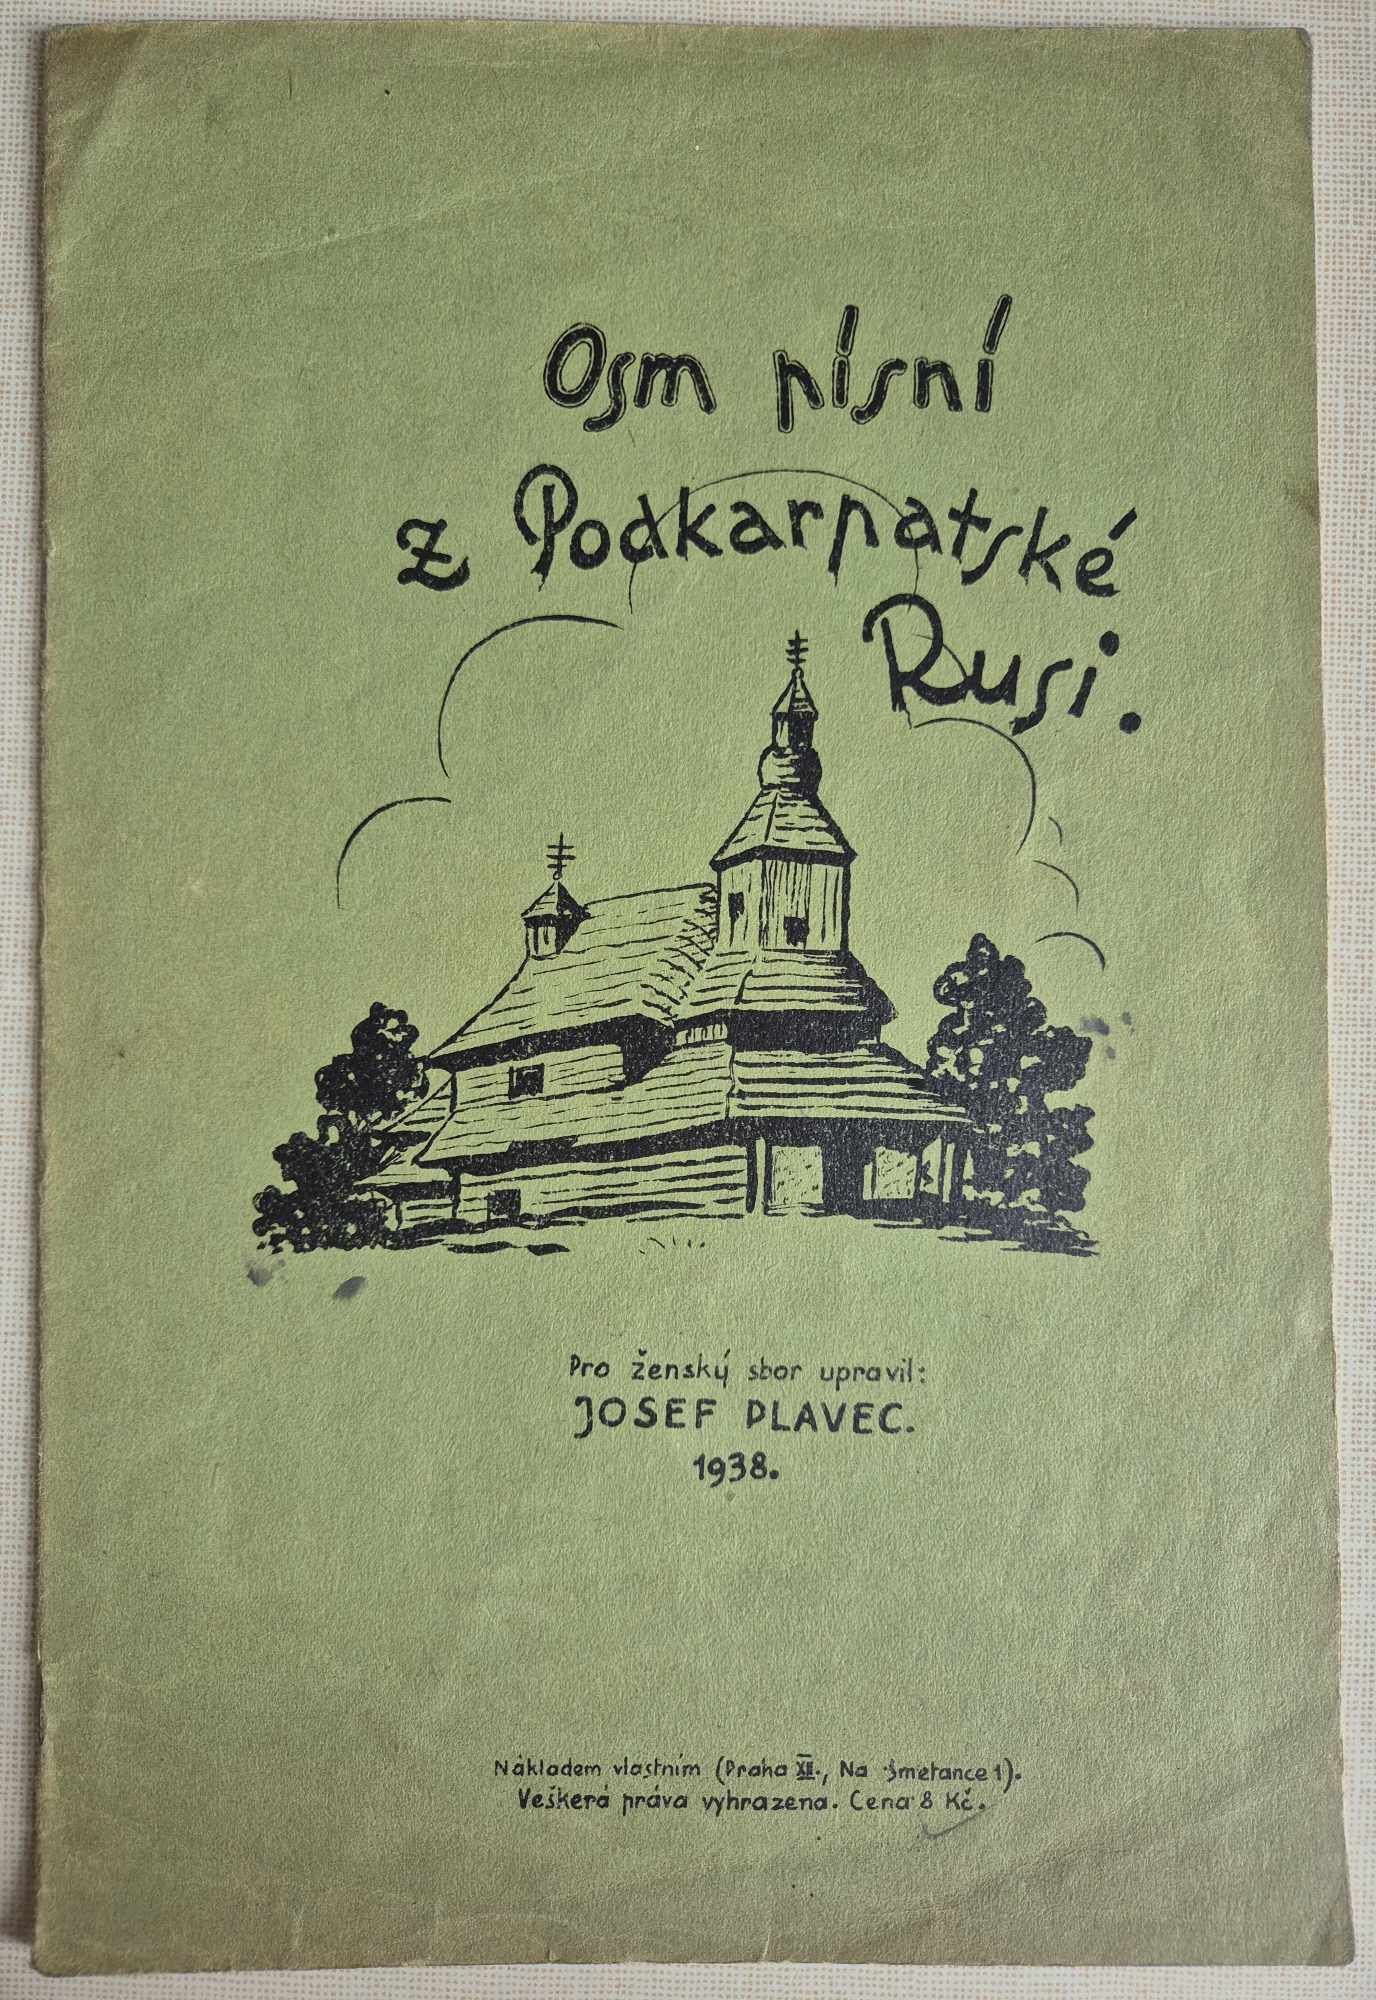 Osm písní
z Podkarpatské
Rusi.
Pro ženský sbor upravil:
JOSEF PLAVEC.
1938.
Nákladem vlastním (Praha XII., Na Smetance 1).
Veškerá práva vyhrazena. Cena 8 Kč.